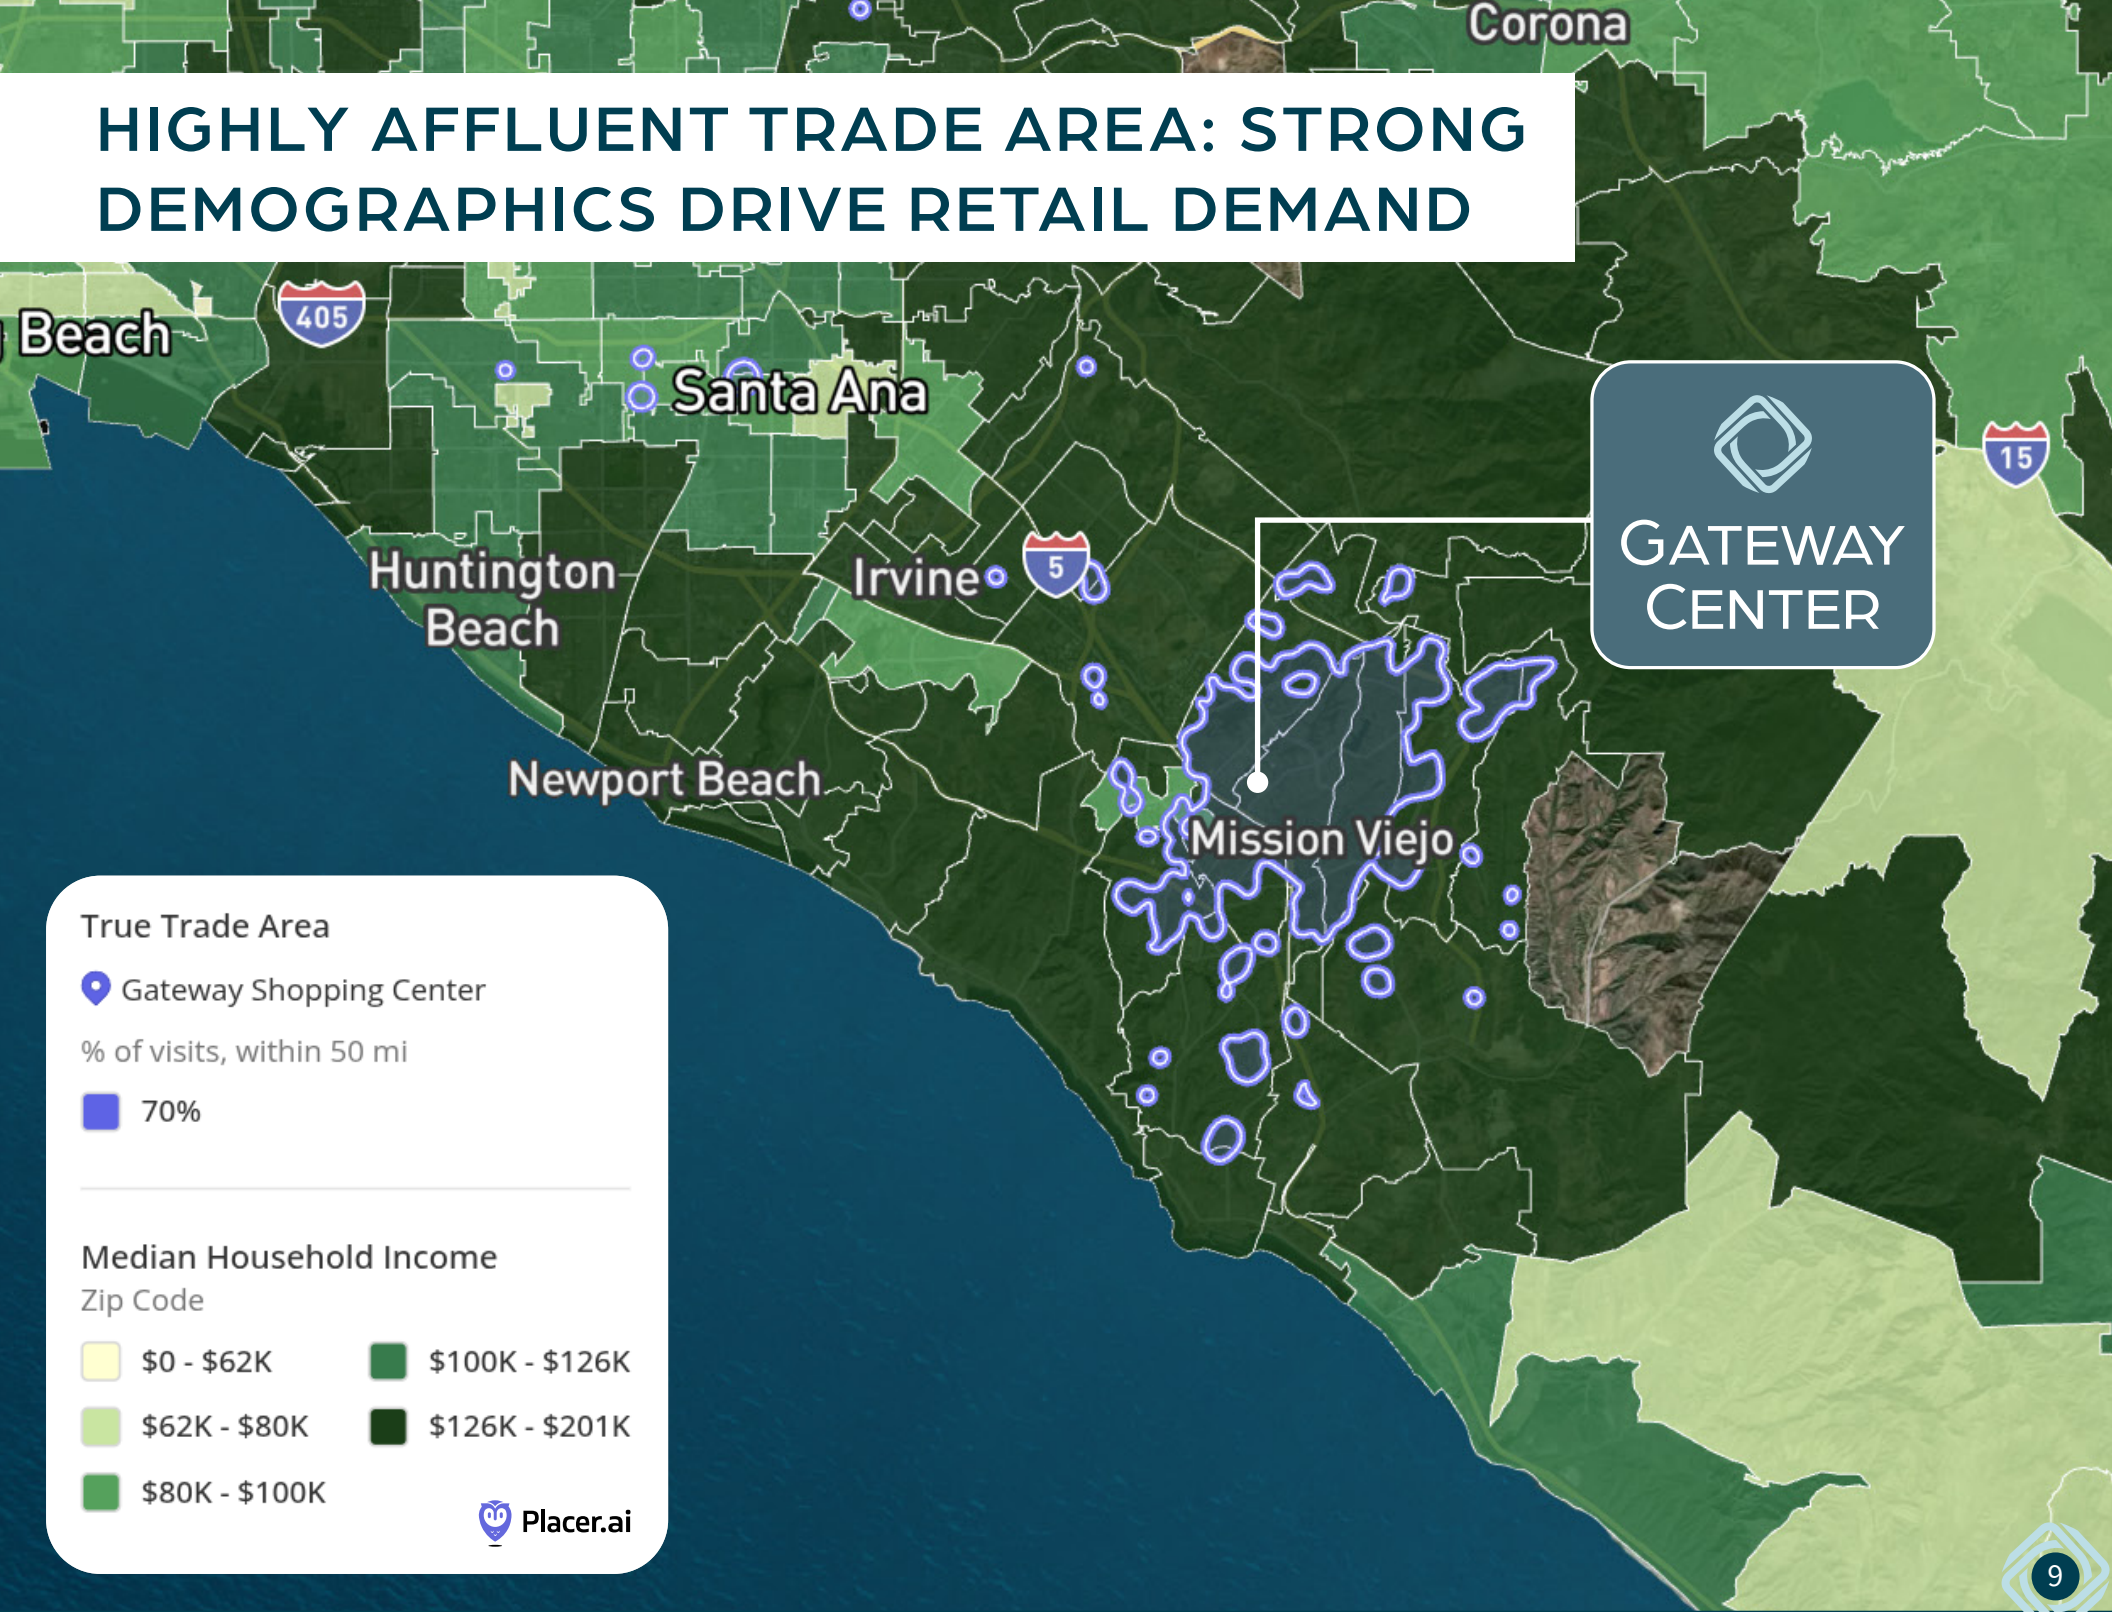 Corona
HIGHLY AFFLUENT TRADE AREA: STRONG
DEMOGRAPHICS DRIVE RETAIL DEMAND
405
Beach
Santa Ana
15
GATEWAY
CENTER
Huntington
Beach
Irvine
5
Newport Beach
Mission Viejo
True Trade Area
Gateway Shopping Center
% of visits, within 50 mi
70%
Median Household Income
Zip Code
$0 - $62K
$100K - $126K
$62K - $80K
$126K - $201K
$80K - $100K
Placer.ai
9